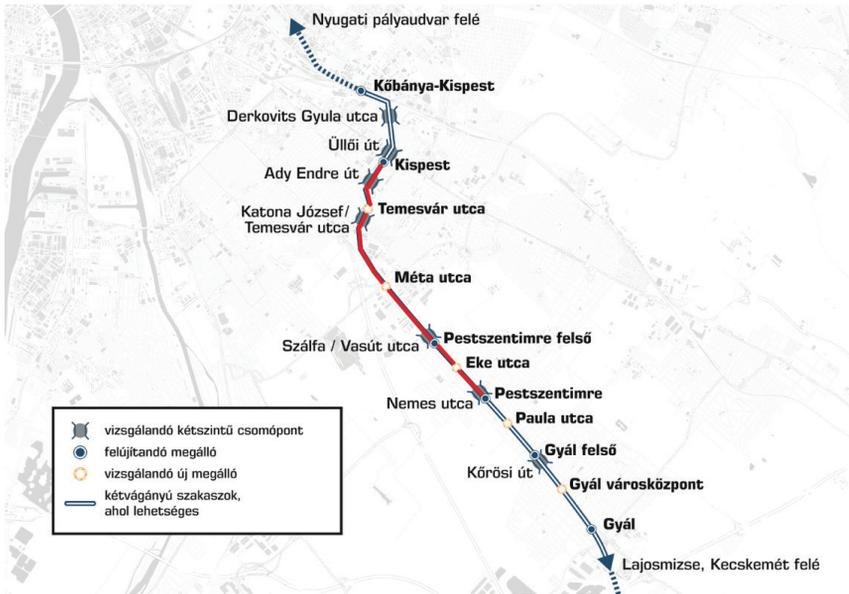 Nyugati pályaudvar felé
Kőbánya-Kispest
Derkovits Gyula utca
Üllői út
Kispest
Ady Endre út
Temesvár utca
Katona József/
Temesvár utca
Méta utca
Pestszentimre felső
Szálfa / Vasút utca
Eke utca
Pestszentimre
Nemes utca
Paula utca
Gyál felső
Kőrösi út
Gyál városközpont
Gyál
Lajosmizse, Kecskemét felé
vizsgálandó kétszintű csomópont
felújítandó megálló
vizsgálandó új megálló
kétvágányú szakaszok,
ahol lehetséges